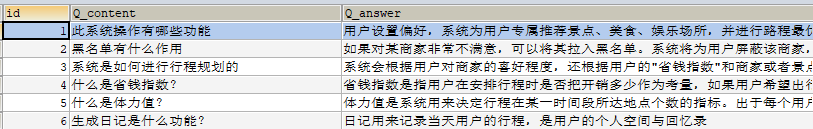 id Q_content Q_answer
1 此系统操作有哪些功能 用户设置偏好，系统为用户专属推荐景点、美食、娱乐场所，并进行路程最优
2 黑名单有什么作用 如果对某商家非常不满意，可以将其拉入黑名单。系统将为用户屏蔽该商家，
3 系统是如何进行行程规划的 系统会根据用户对商家的喜好程度，还根据用户的"省钱指数"和商家或者景点
4 什么是省钱指数? 省钱指数是指用户在安排行程时是否把开销多少作为考量，如果用户希望出行
5 什么是体力值? 体力值是系统用来决定行程在某一时间段所达地点个数的指标。出于每个用户
6 生成日记是什么功能? 日记用来记录当天用户的行程，是用户的个人空间与回忆录